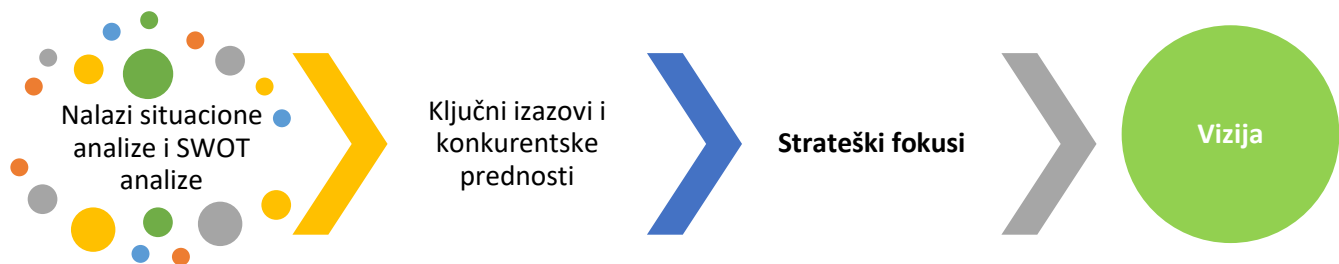 Nalazi situacione
analize i SWOT
analize
Ključni izazovi i
konkurentske
prednosti
Strateški fokusi
Vizija